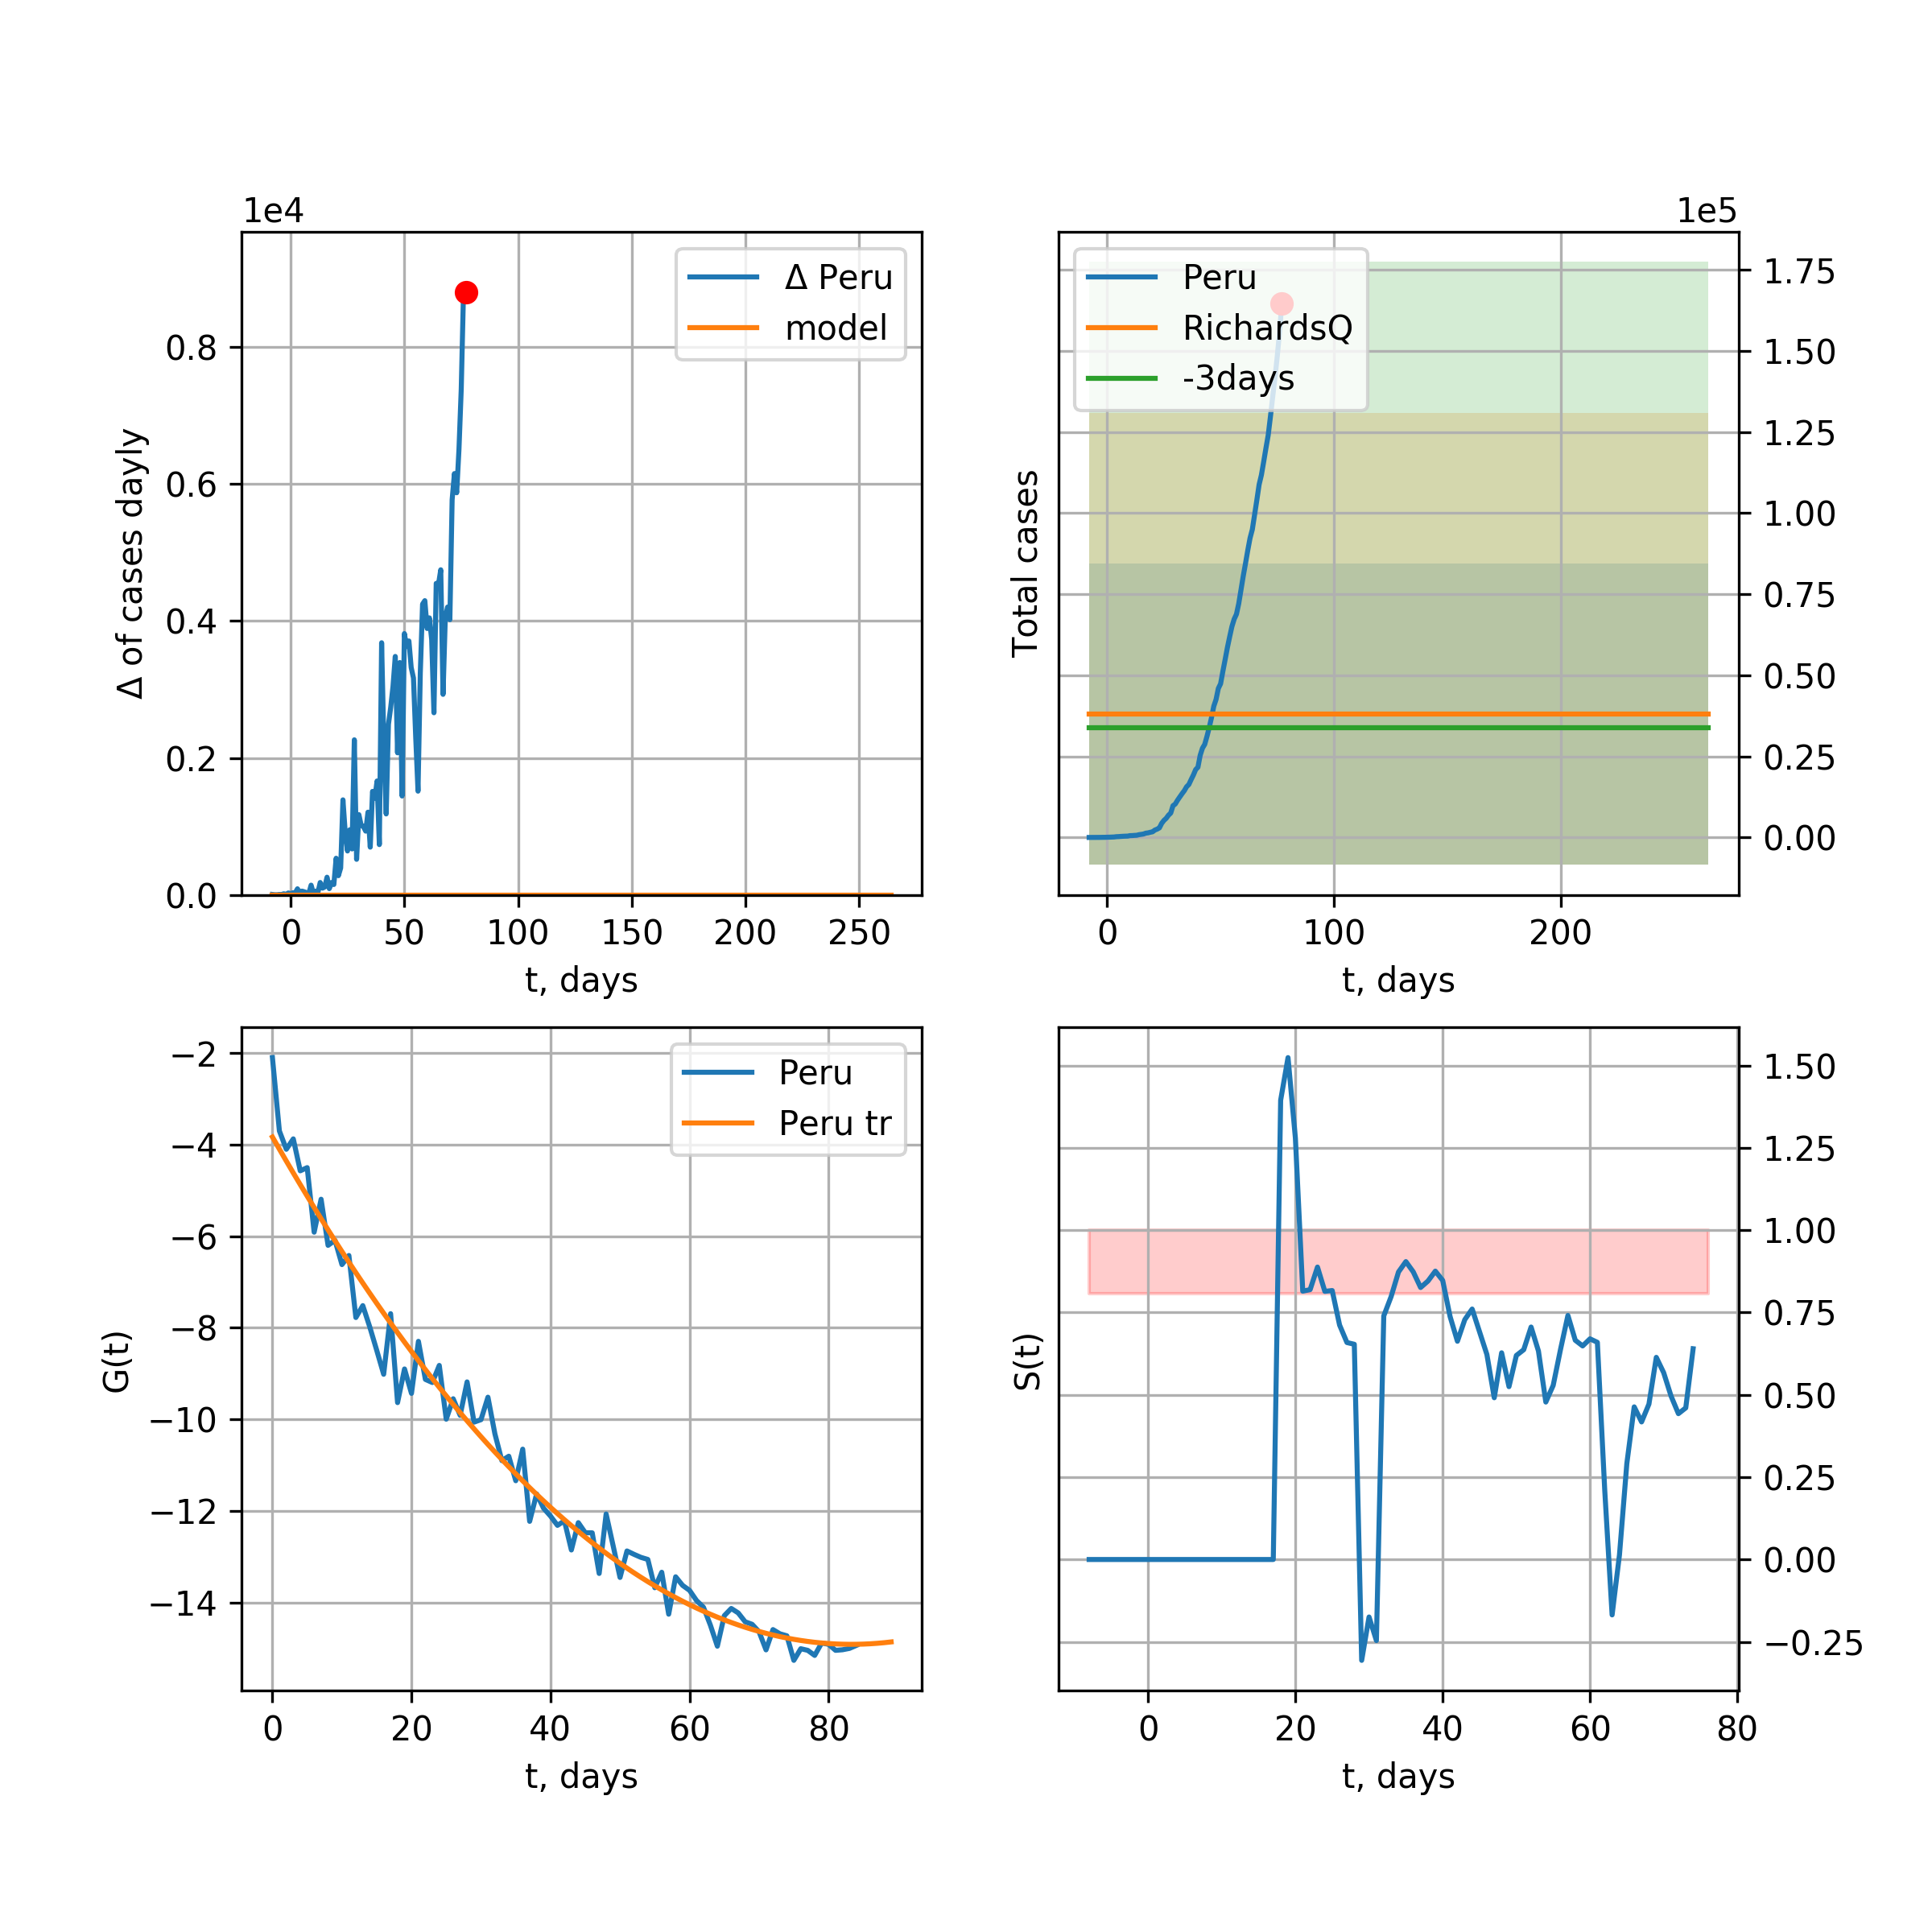 1e4
Δ of cases dayly
0.8
0.6
0.4
0.2
0.0
0 50 100 150 200 250
t, days
Δ Peru
model
1e5
Total cases
1.75
1.50
1.25
1.00
0.75
0.50
0.25
0.00
0 100 200
t, days
Peru
RichardsQ
-3days
G(t)
−2
−4
−6
−8
−10
−12
−14
0 20 40 60 80
t, days
Peru
Peru tr
S(t)
1.50
1.25
1.00
0.75
0.50
0.25
0.00
−0.25
0 20 40 60 80
t, days